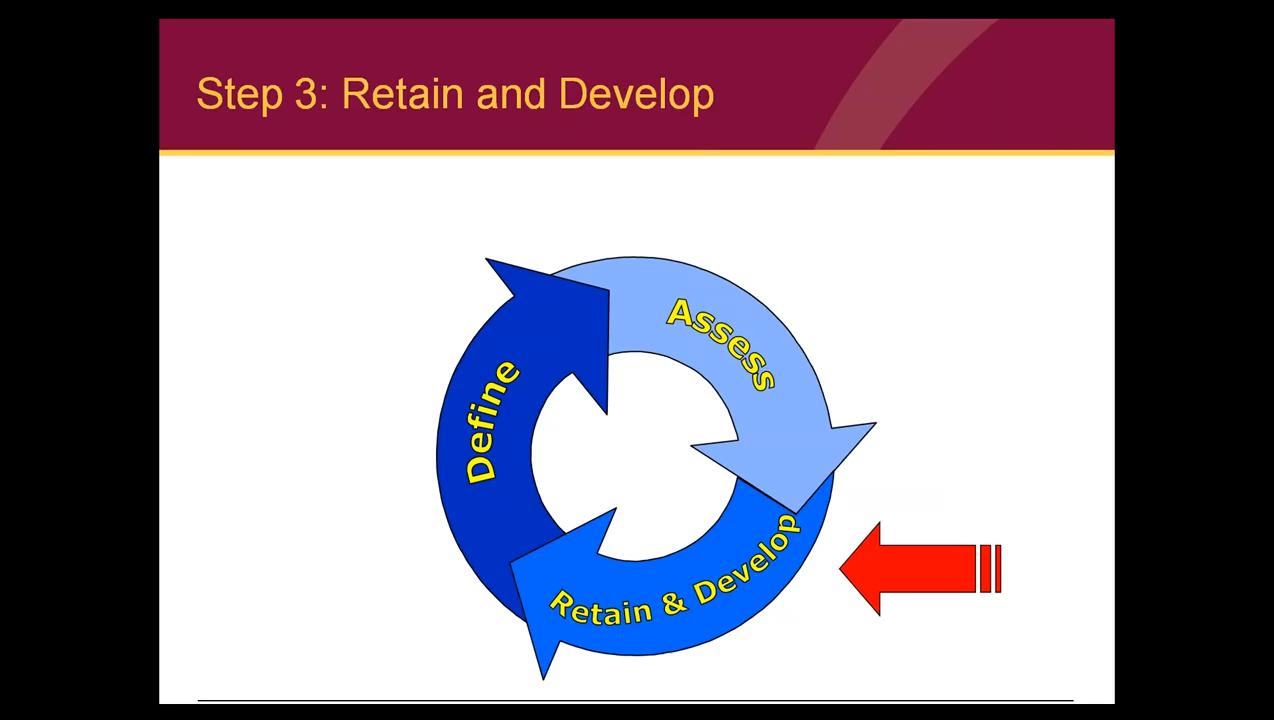 Step 3: Retain and Develop
Assess
Define
Retain & Develop